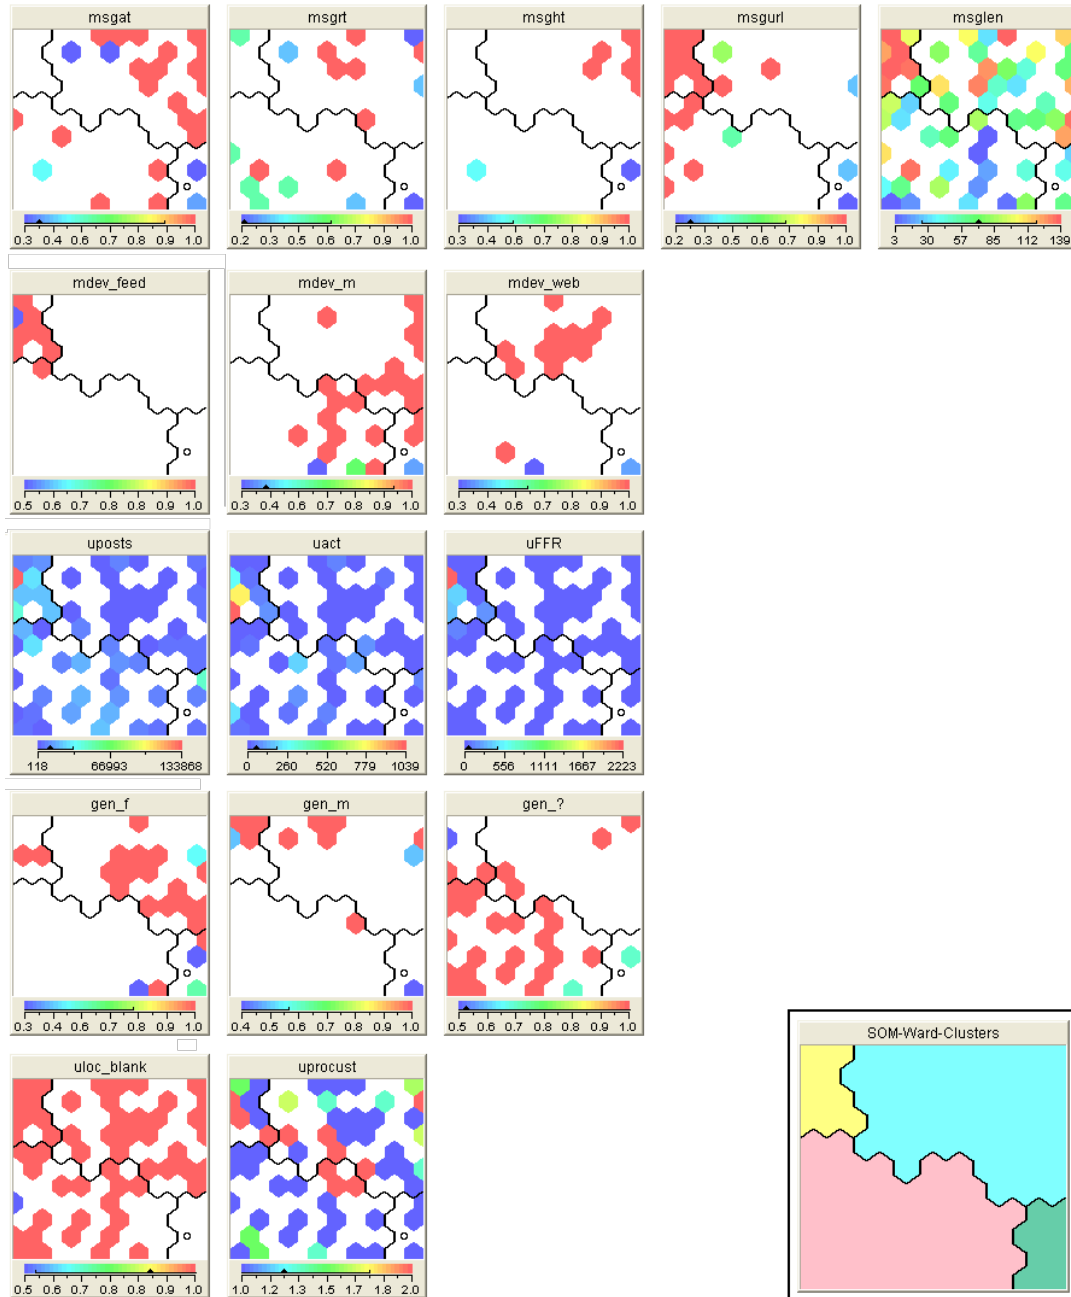 msgat msgrt msght msgurl msglen
0.3 0.4 0.6 0.7 0.8 0.9 1.0 0.2 0.3 0.5 0.6 0.7 0.9 1.0 0.3 0.4 0.6 0.7 0.8 0.9 1.0 0.2 0.3 0.5 0.6 0.7 0.9 1.0 3 30 57 85 112 139
mdev_feed mdev_m mdev_web
0.5 0.6 0.7 0.7 0.8 0.9 1.0 0.3 0.4 0.6 0.7 0.8 0.9 1.0 0.3 0.4 0.6 0.7 0.8 0.9 1.0
uposts uact uFFR
118 66993 133868 0 260 520 779 1039 0 556 1111 1667 2223
gen_f gen_m gen_?
0.3 0.4 0.6 0.7 0.8 0.9 1.0 0.4 0.5 0.6 0.7 0.8 0.9 1.0 0.5 0.6 0.7 0.8 0.8 0.9 1.0
SOM-Ward-Clusters
uloc_blank uprocust
0.5 0.6 0.7 0.7 0.8 0.9 1.0 1.0 1.2 1.3 1.5 1.7 1.8 2.0